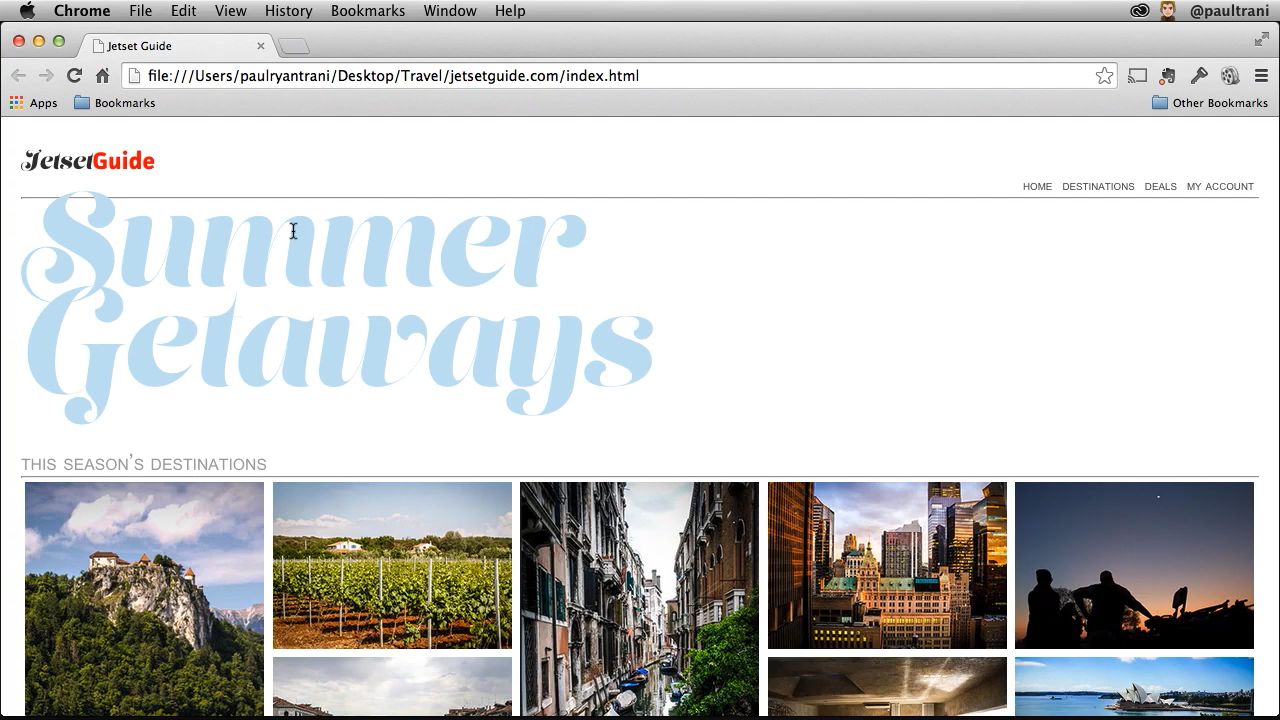 Chrome File Edit View History Bookmarks Window Help @paultrani
Jetset Guide
file:///Users/paulryantrani/Desktop/Travel/jetsetguide.com/index.html
Apps Bookmarks Other Bookmarks
JetsetGuide
HOME DESTINATIONS DEALS MY ACCOUNT
Summer
Getaways
THIS SEASON'S DESTINATIONS